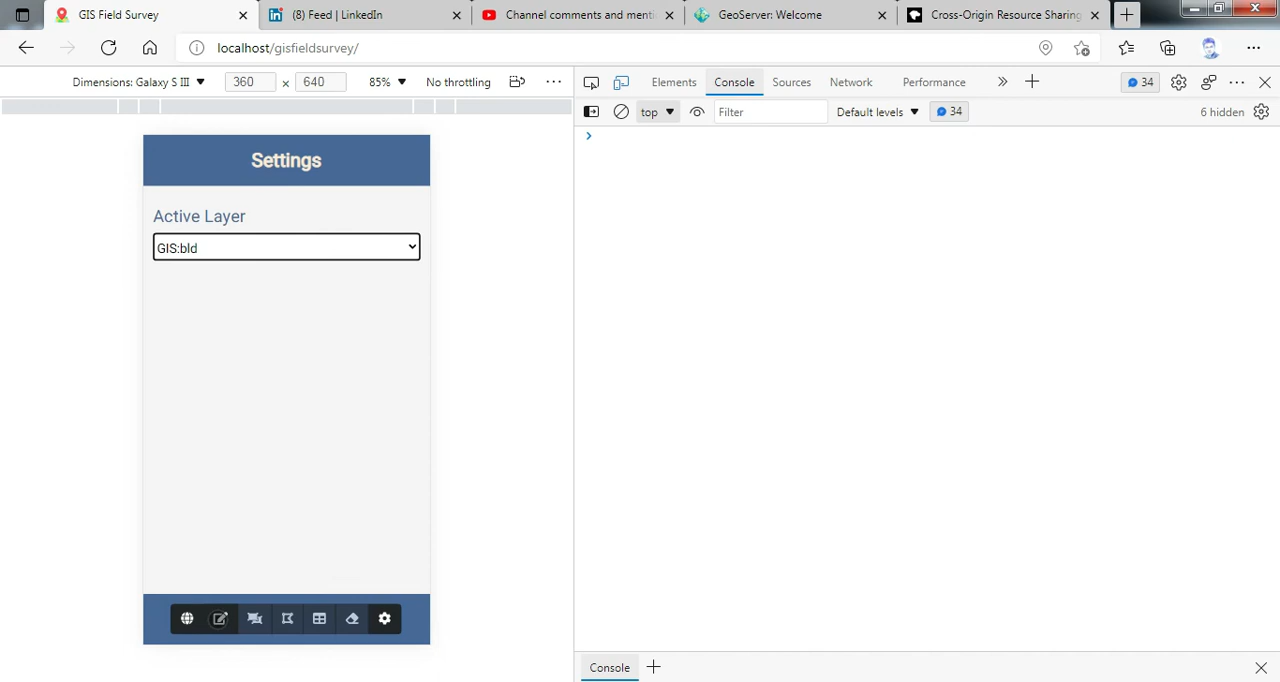 GIS Field Survey
(8) Feed | LinkedIn
Channel comments and menti
GeoServer: Welcome
Cross-Origin Resource Sharing
localhost/gisfieldsurvey/
Dimensions: Galaxy S III
360 x 640
85%
No throttling
Elements
Console
Sources
Network
Performance
34
top
Filter
Default levels
34
6 hidden
Settings
Active Layer
GIS:bld
Console